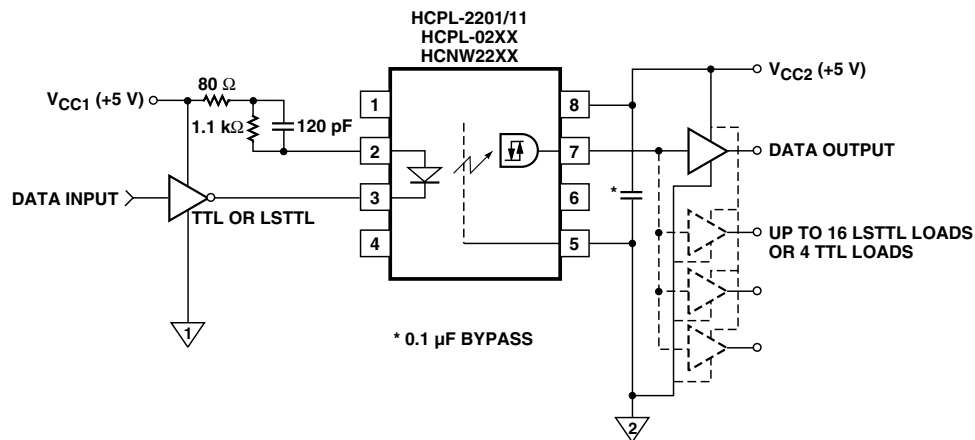 HCPL-2201/11
HCPL-02XX
HCNW22XX
VCC1 (+5 V)
80 Ω
1.1 kΩ
120 pF
1
2
3
4
8
7
6
5
VCC2 (+5 V)
DATA OUTPUT
DATA INPUT
TTL OR LSTTL
*
UP TO 16 LSTTL LOADS
OR 4 TTL LOADS
1
* 0.1 µF BYPASS
2